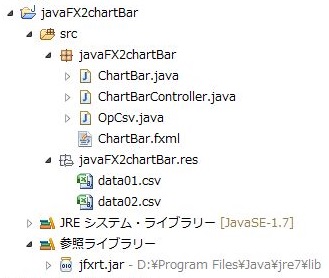 javaFX2chartBar
src
javaFX2chartBar
ChartBar.java
ChartBarController.java
OpCsv.java
ChartBar.fxml
javaFX2chartBar.res
data01.csv
data02.csv
JRE システム・ライブラリー [JavaSE-1.7]
参照ライブラリー
jfxrt.jar - D:¥Program Files¥Java¥jre7¥lib